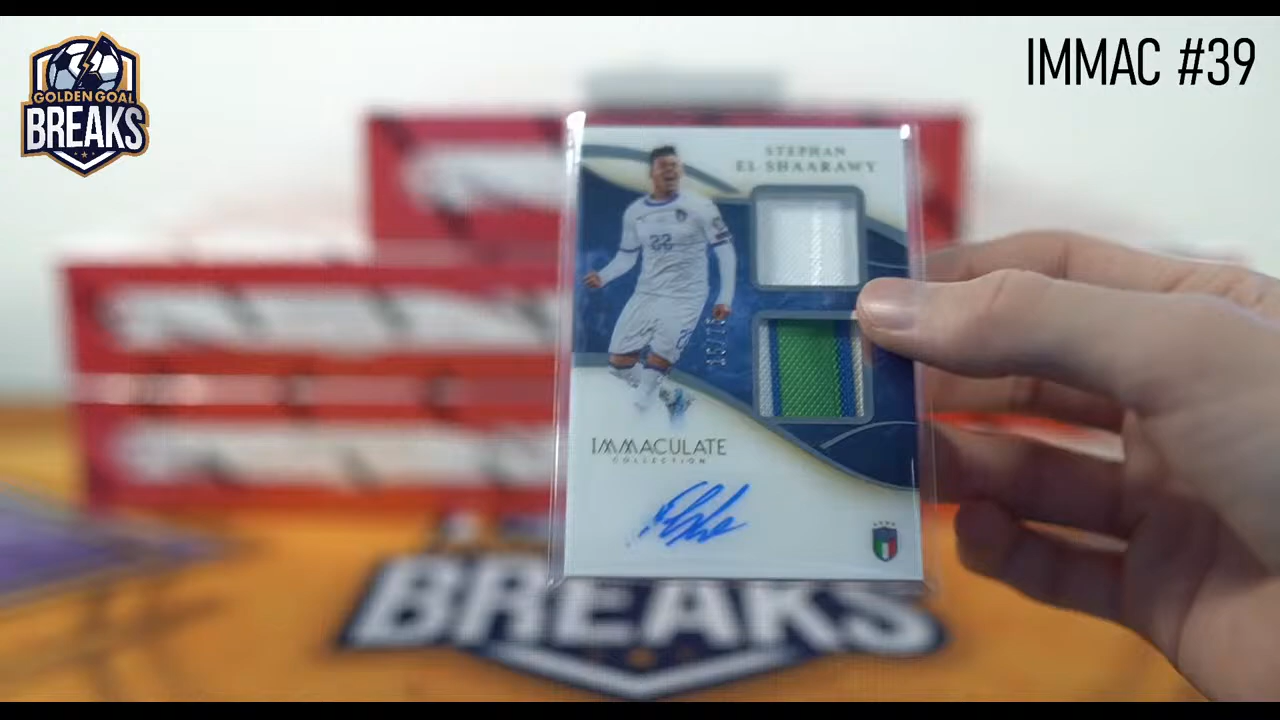 GOLDEN GOAL
BREAKS
IMMAC #39
STEPHAN
EL SHAARAWY
22
IMMACULATE
COLLECTION
BREAKS